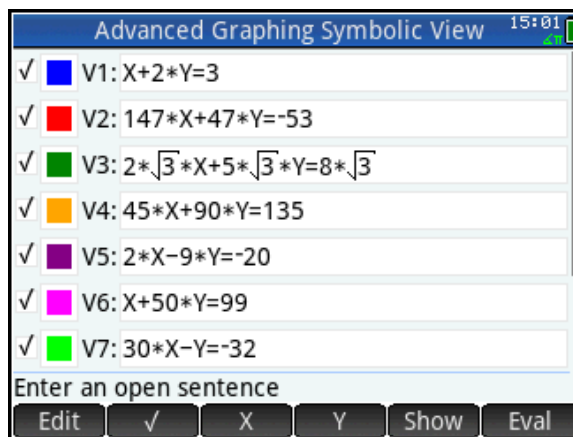 Advanced Graphing Symbolic View 15:01
∡π
√ V1: X+2*Y=3
√ V2: 147*X+47*Y=-53
√ V3: 2*√3*X+5*√3*Y=8*√3
√ V4: 45*X+90*Y=135
√ V5: 2*X-9*Y=-20
√ V6: X+50*Y=99
√ V7: 30*X-Y=-32
Enter an open sentence
Edit √ X Y Show Eval